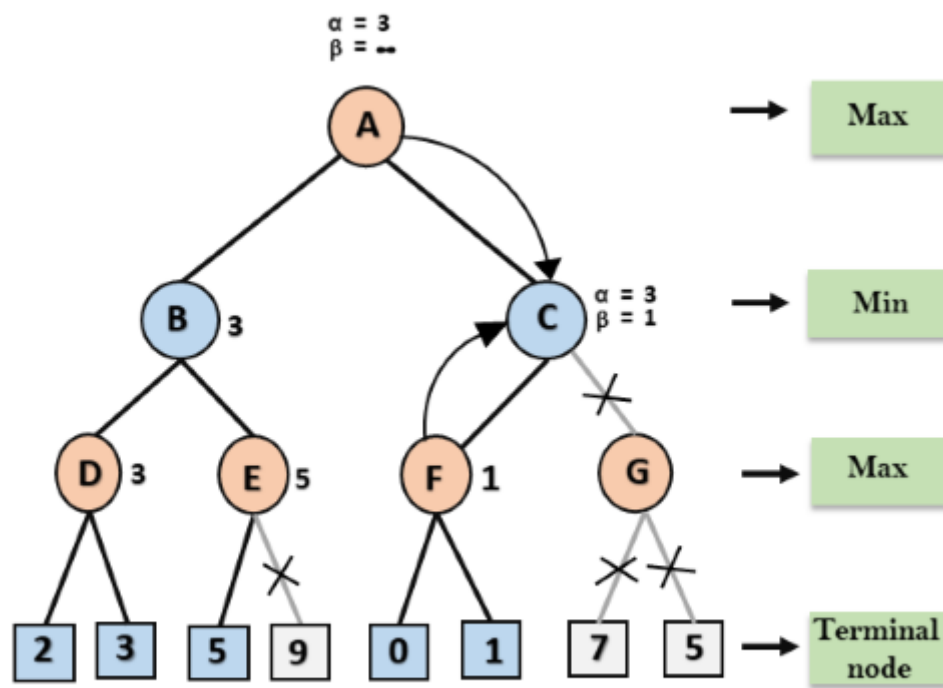 α = 3
β = ∞
A
Max
B
3
C
α = 3
β = 1
Min
D
3
E
5
F
1
G
Max
2
3
5
9
0
1
7
5
Terminal
node